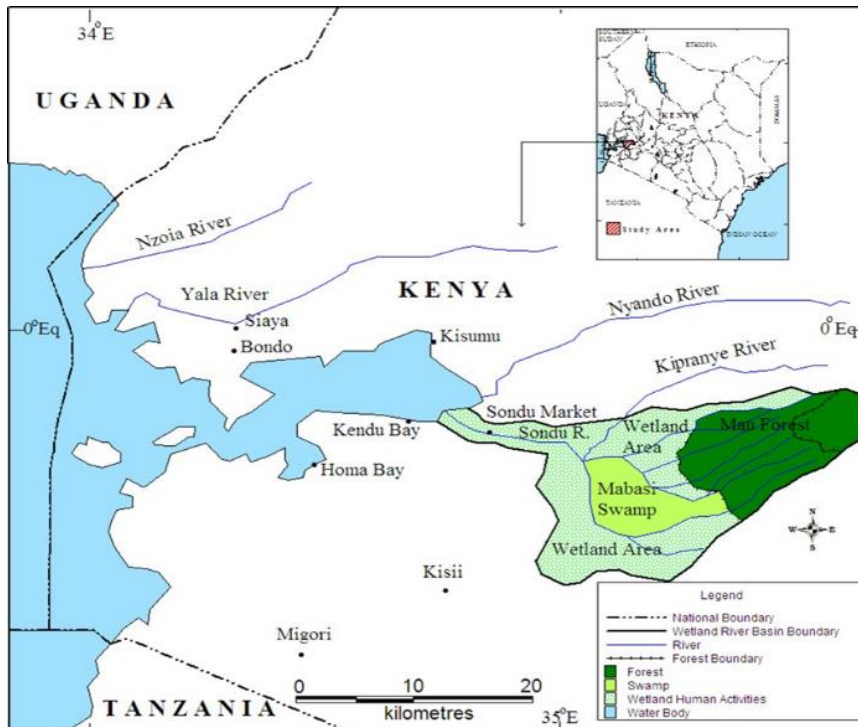 34°E
UGANDA
Nzoia River
Yala River
KENYA
Siaya
Bondo
Kisumu
Nyando River
0°Eq
0°Eq
Kipranye River
Sondu Market
Kendu Bay
Sondu R.
Wetland
Area
Mau Forest
Homa Bay
Mabasi
Swamp
Wetland Area
Kisii
Migori
TANZANIA
0
10
20
kilometres
35°E
N
W
E
S
ETHIOPIA
UGANDA
KENYA
TANZANIA
INDIAN OCEAN
Study Area
Legend
National Boundary
Wetland River Basin Boundary
River
Forest Boundary
Forest
Swamp
Wetland Human Activities
Water Body